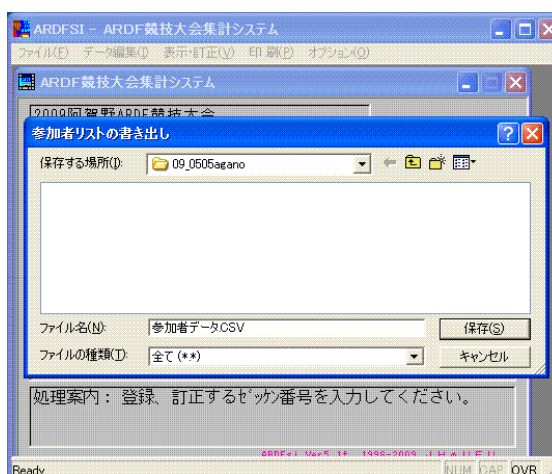 ARDFSI - ARDF競技大会集計システム
ファイル(F) データ編集(I) 表示・訂正(V) 印刷(P) オプション(O)
ARDF競技大会集計システム
2009阿賀野ARDF競技大会
参加者リストの書き出し
保存する場所(I):
09_0505agano
ファイル名(N):
参加者データ.CSV
保存(S)
ファイルの種類(T):
全て (*.*)
キャンセル
処理案内： 登録、訂正するゼッケン番号を入力してください。
ARDFsi Ver5.1f 1998-2009
Ready
NUM CAP OVR